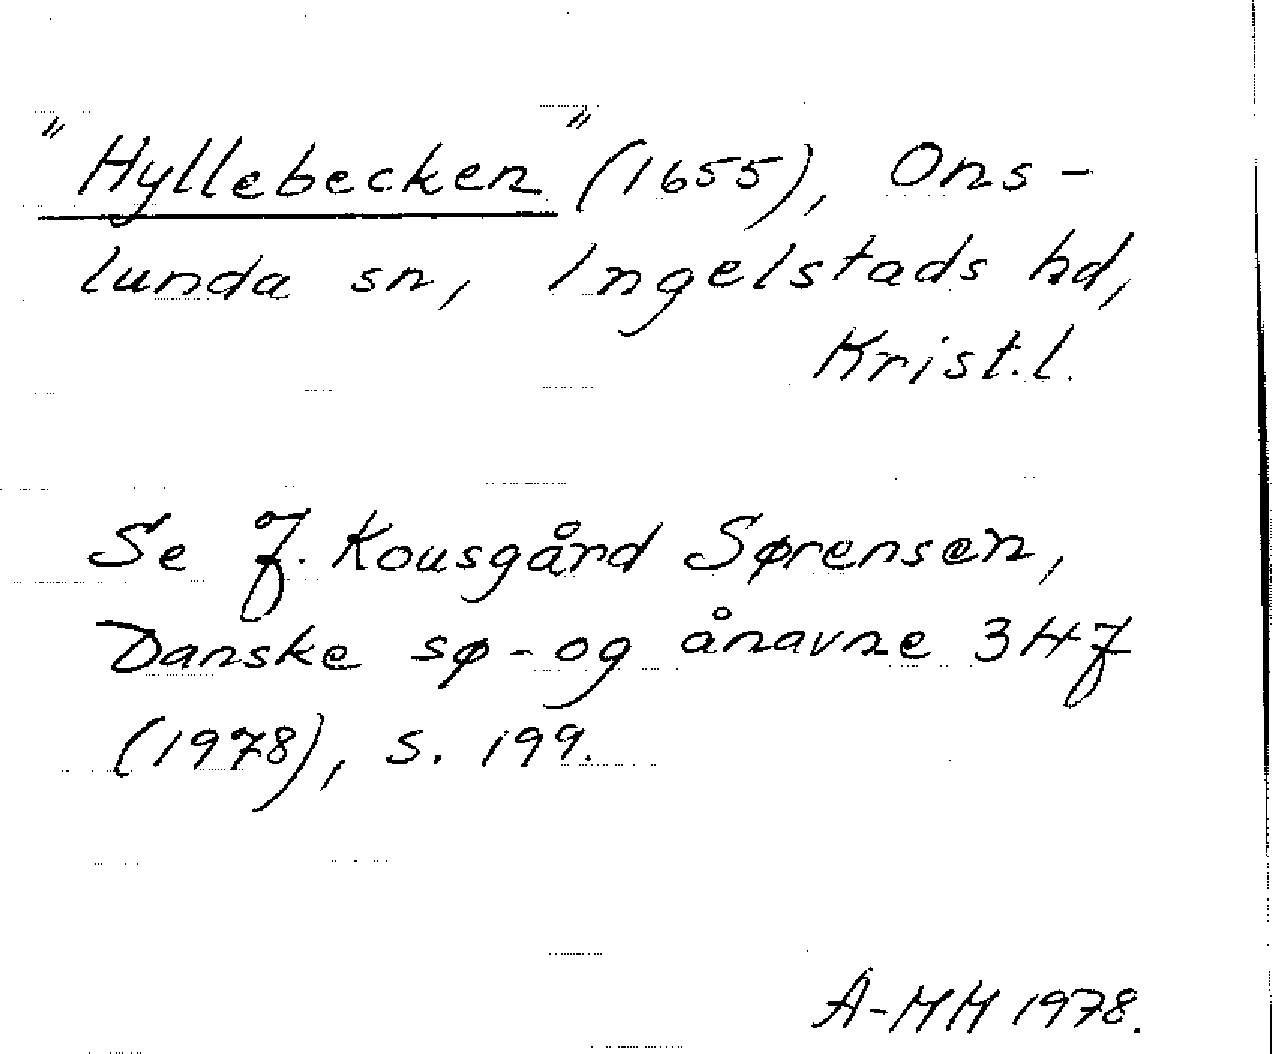 "Hyllebecken" (1655), Ons-
lunda sn, Ingelstads hd,
Krist.l.
Se J. Kousgård Sørensen,
Danske sø- og ånavne 3 H-J
(1978), s. 199.
A-MH 1978.